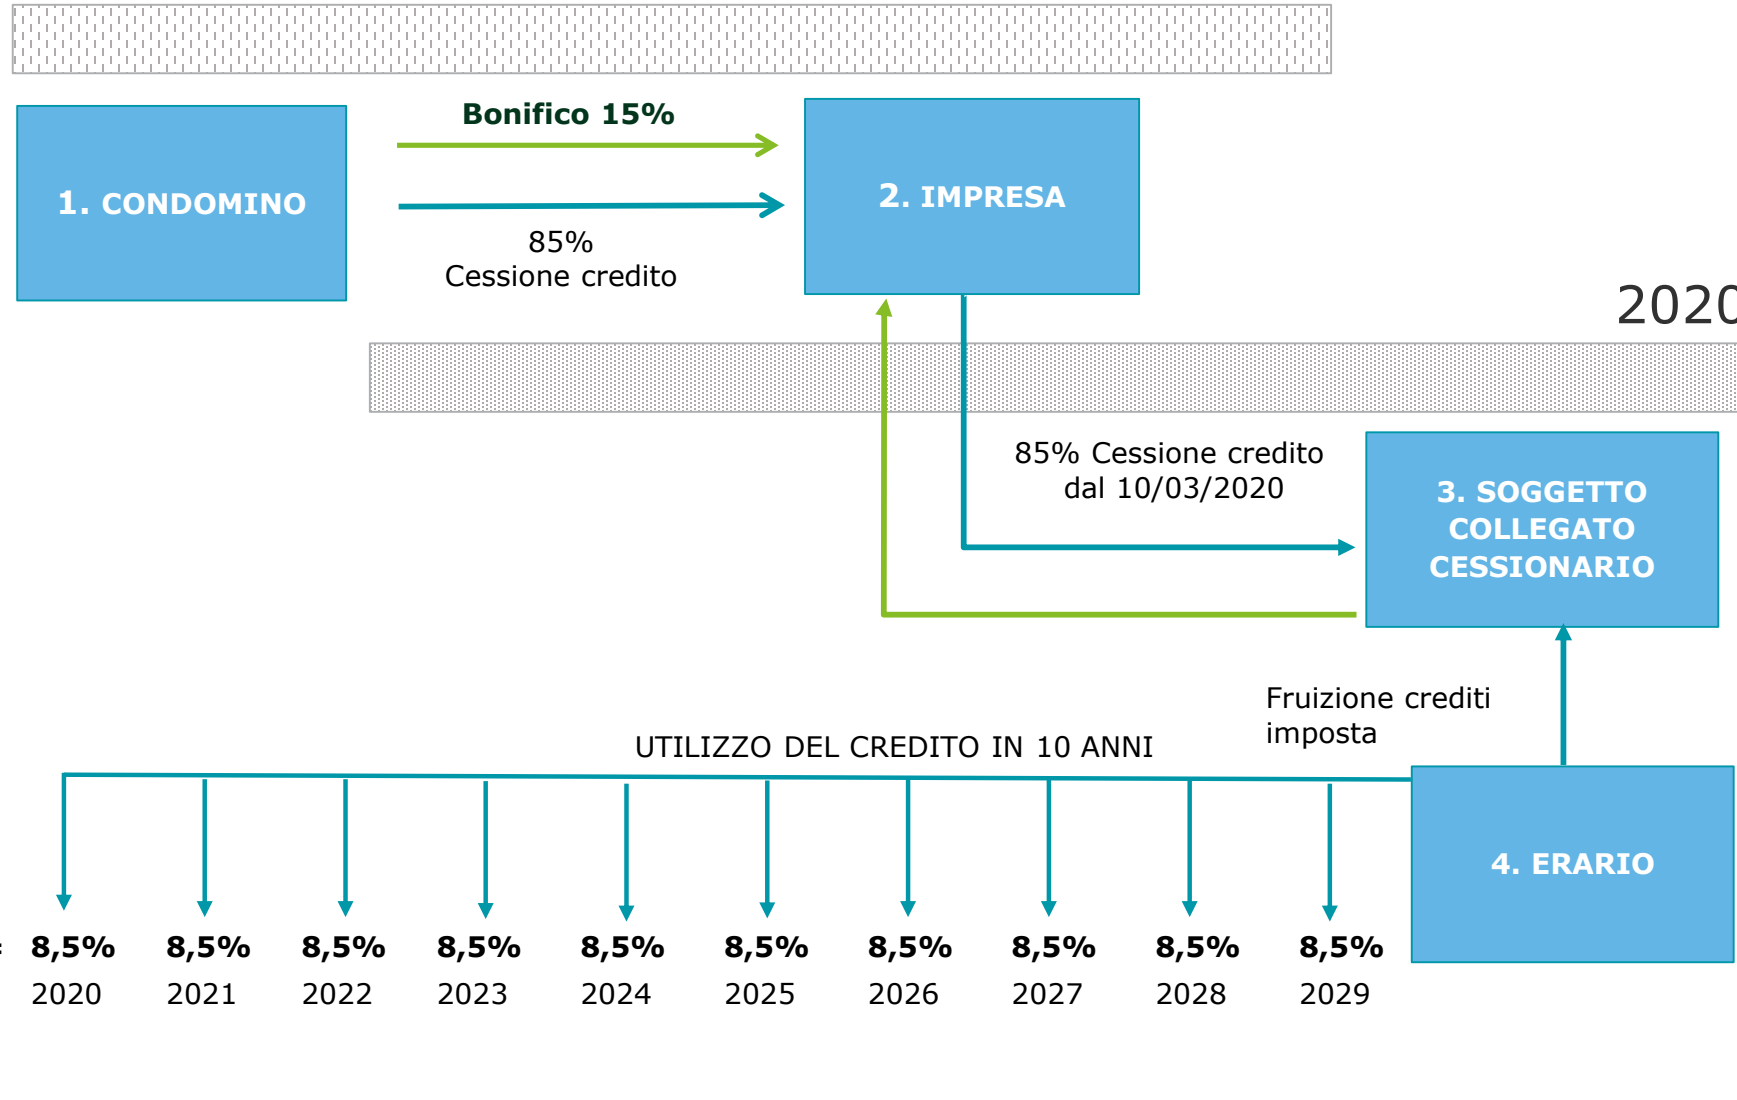 Bonifico 15%
1. CONDOMINO
2. IMPRESA
85%
Cessione credito
2020
85% Cessione credito
dal 10/03/2020
3. SOGGETTO
COLLEGATO
CESSIONARIO
Fruizione crediti
imposta
UTILIZZO DEL CREDITO IN 10 ANNI
4. ERARIO
8,5% 8,5% 8,5% 8,5% 8,5% 8,5% 8,5% 8,5% 8,5% 8,5%
2020 2021 2022 2023 2024 2025 2026 2027 2028 2029